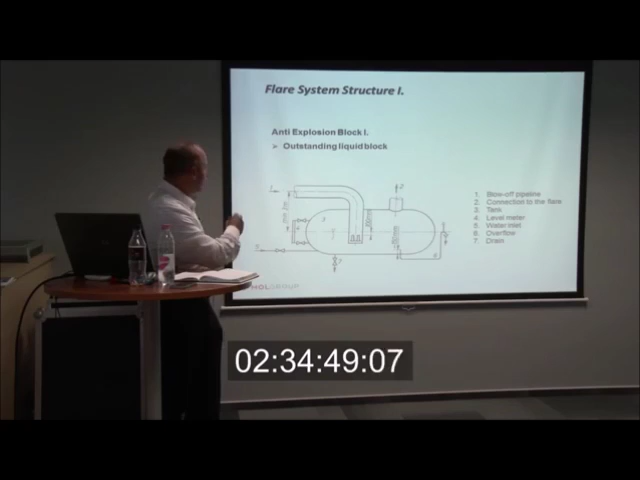 Flare System Structure I.
Anti Explosion Block I.
➢ Outstanding liquid block
1. Blow-off pipeline
2. Connection to the flare
3. Tank
4. Level meter
5. Water inlet
6. Overflow
7. Drain
MOLGROUP
02:34:49:07